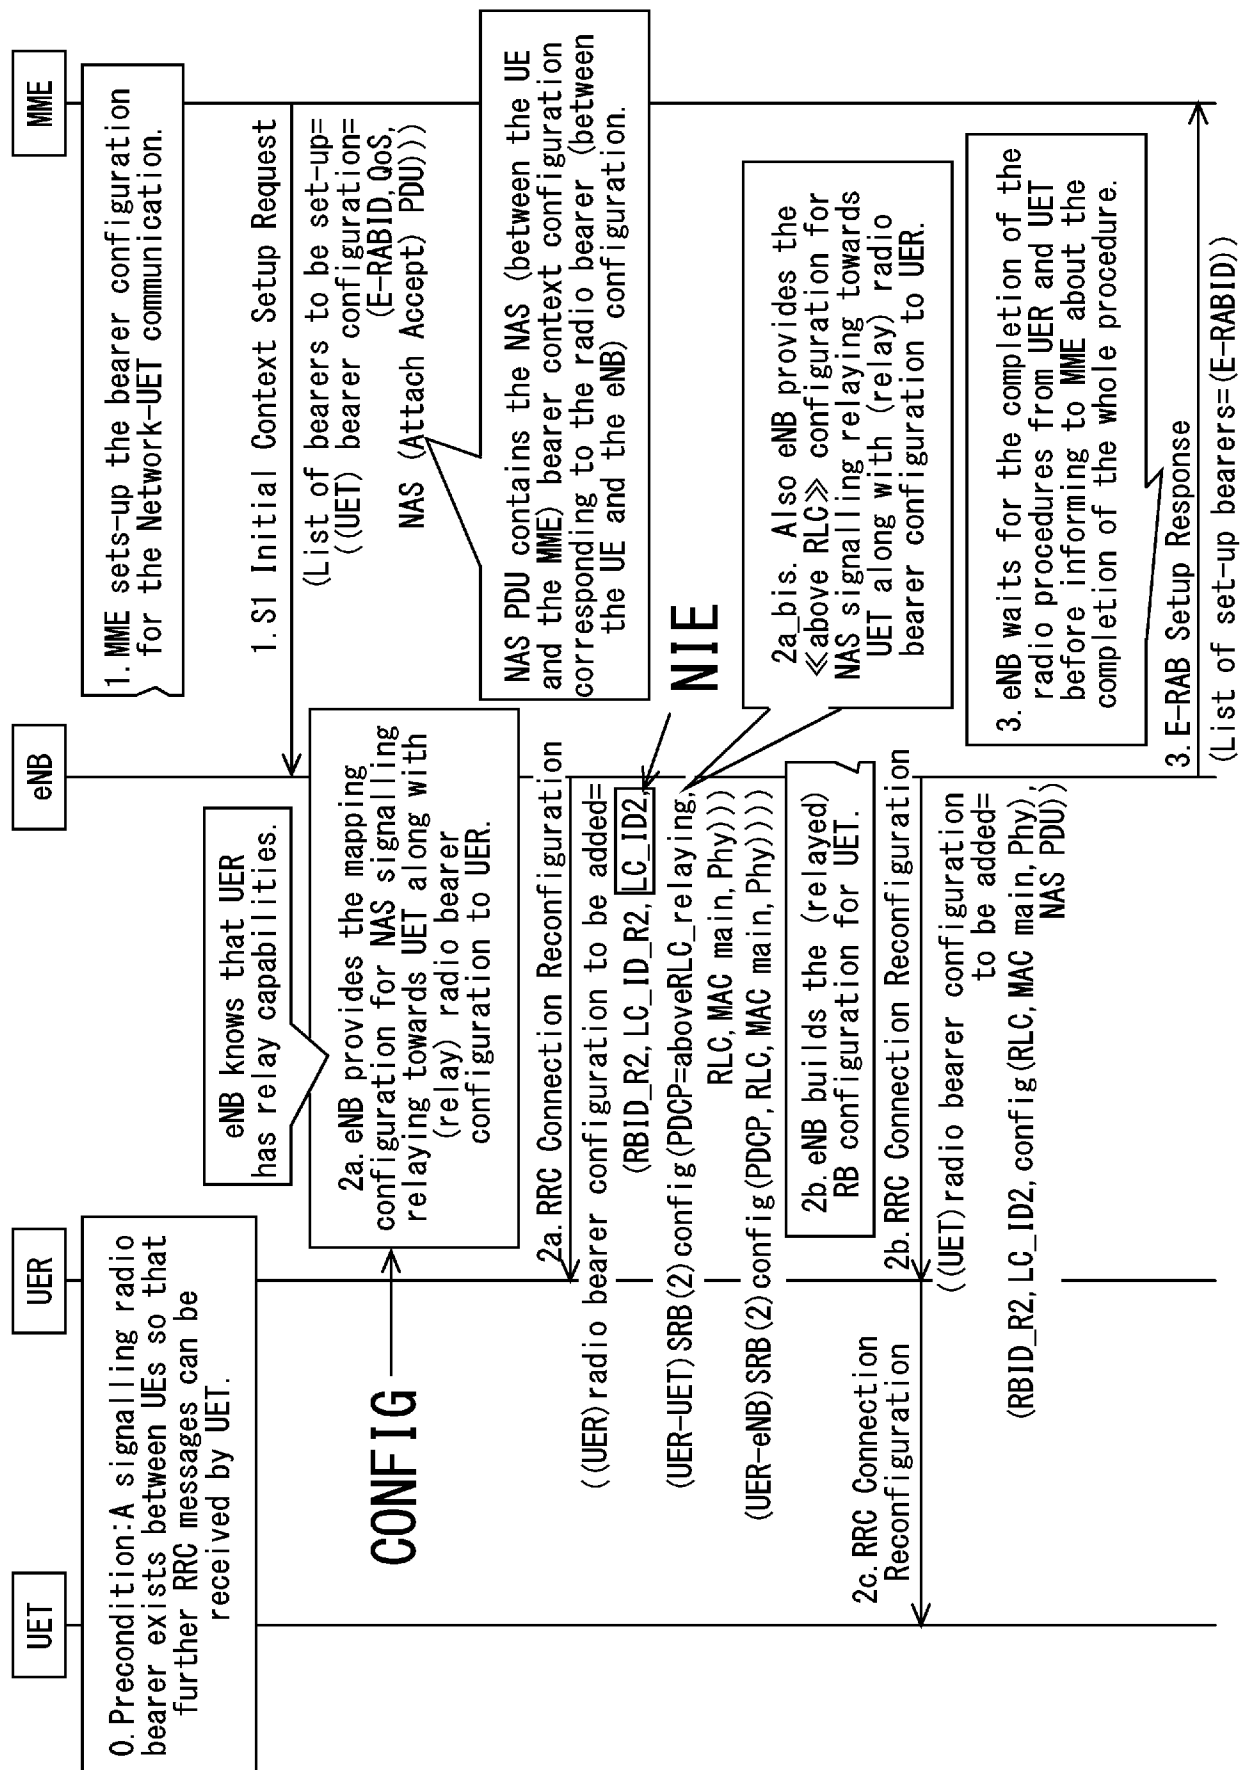 UET
UER
eNB
MME
0.Precondition:A signalling radio
bearer exists between UEs so that
further RRC messages can be
received by UET.
1.MME sets-up the bearer configuration
for the Network-UET communication.
eNB knows that UER
has relay capabilities.
1.S1 Initial Context Setup Request
(List of bearers to be set-up=
((UET) bearer configuration=
(E-RABID,QoS,
NAS (Attach Accept) PDU)))
CONFIG
2a.eNB provides the mapping
configuration for NAS signalling
relaying towards UET along with
(relay) radio bearer
configuration to UER.
NAS PDU contains the NAS (between the UE
and the MME) bearer context configuration
corresponding to the radio bearer (between
the UE and the eNB) configuration.
2a.RRC Connection Reconfiguration
((UER)radio bearer configuration to be added=
(RBID_R2,LC_ID_R2,LC_ID2,
NIE
(UER-UET)SRB(2)config(PDCP=aboveRLC_relaying,
RLC,MAC main,Phy)))
(UER-eNB)SRB(2)config(PDCP,RLC,MAC main,Phy)))))
2a_bis. Also eNB provides the
≪above RLC≫ configuration for
NAS signalling relaying towards
UET along with (relay) radio
bearer configuration to UER.
2b.eNB builds the (relayed)
RB configuration for UET.
2b.RRC Connection Reconfiguration
2c.RRC Connection
Reconfiguration
((UET)radio bearer configuration
to be added=
(RBID_R2,LC_ID2,config(RLC,MAC main,Phy),
NAS PDU))
3.eNB waits for the completion of the
radio procedures from UER and UET
before informing to MME about the
completion of the whole procedure.
3.E-RAB Setup Response
(List of set-up bearers=(E-RABID))